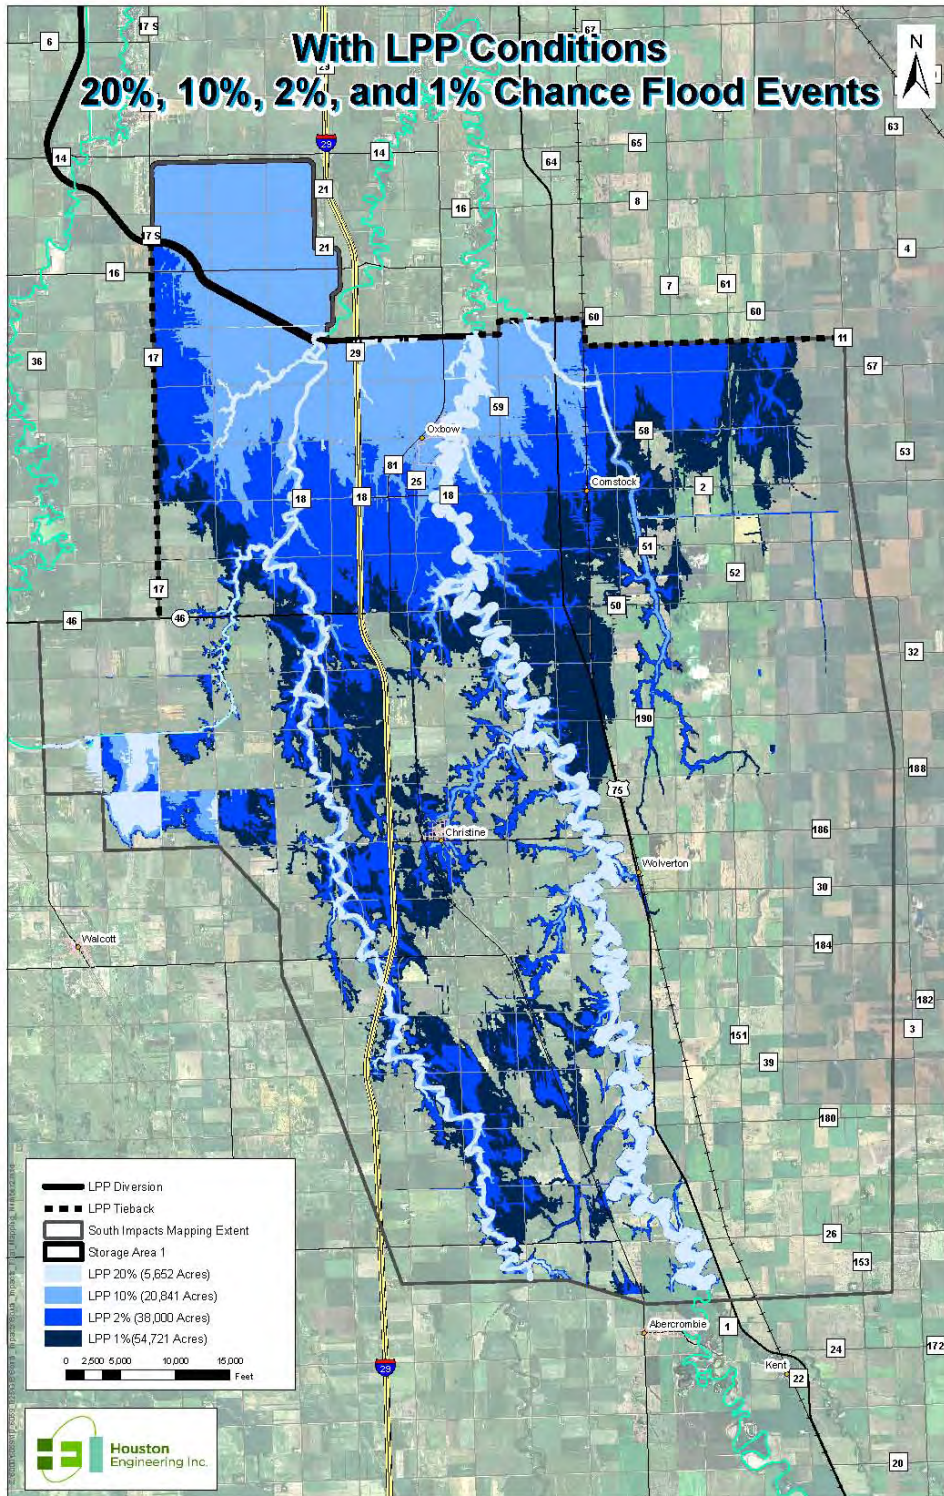 With LPP Conditions
20%, 10%, 2%, and 1% Chance Flood Events
N
6
17 S
29
67
63
65
64
14
29
14
21
8
16
17 S
21
4
16
7
61
60
60
11
36
17
29
57
59
Oxbow
58
53
81
25
18
18
18
Comstock
2
51
52
17
50
46
46
32
190
188
75
Christine
186
Wolverton
30
Walcott
184
182
3
151
39
180
26
153
Abercrombie
1
24
172
Kent
22
29
20
LPP Diversion
LPP Tieback
South Impacts Mapping Extent
Storage Area 1
LPP 20% (5,652 Acres)
LPP 10% (20,841 Acres)
LPP 2% (38,000 Acres)
LPP 1%(54,721 Acres)
0 2,500 5,000 10,000 15,000
Feet
Houston
Engineering Inc.